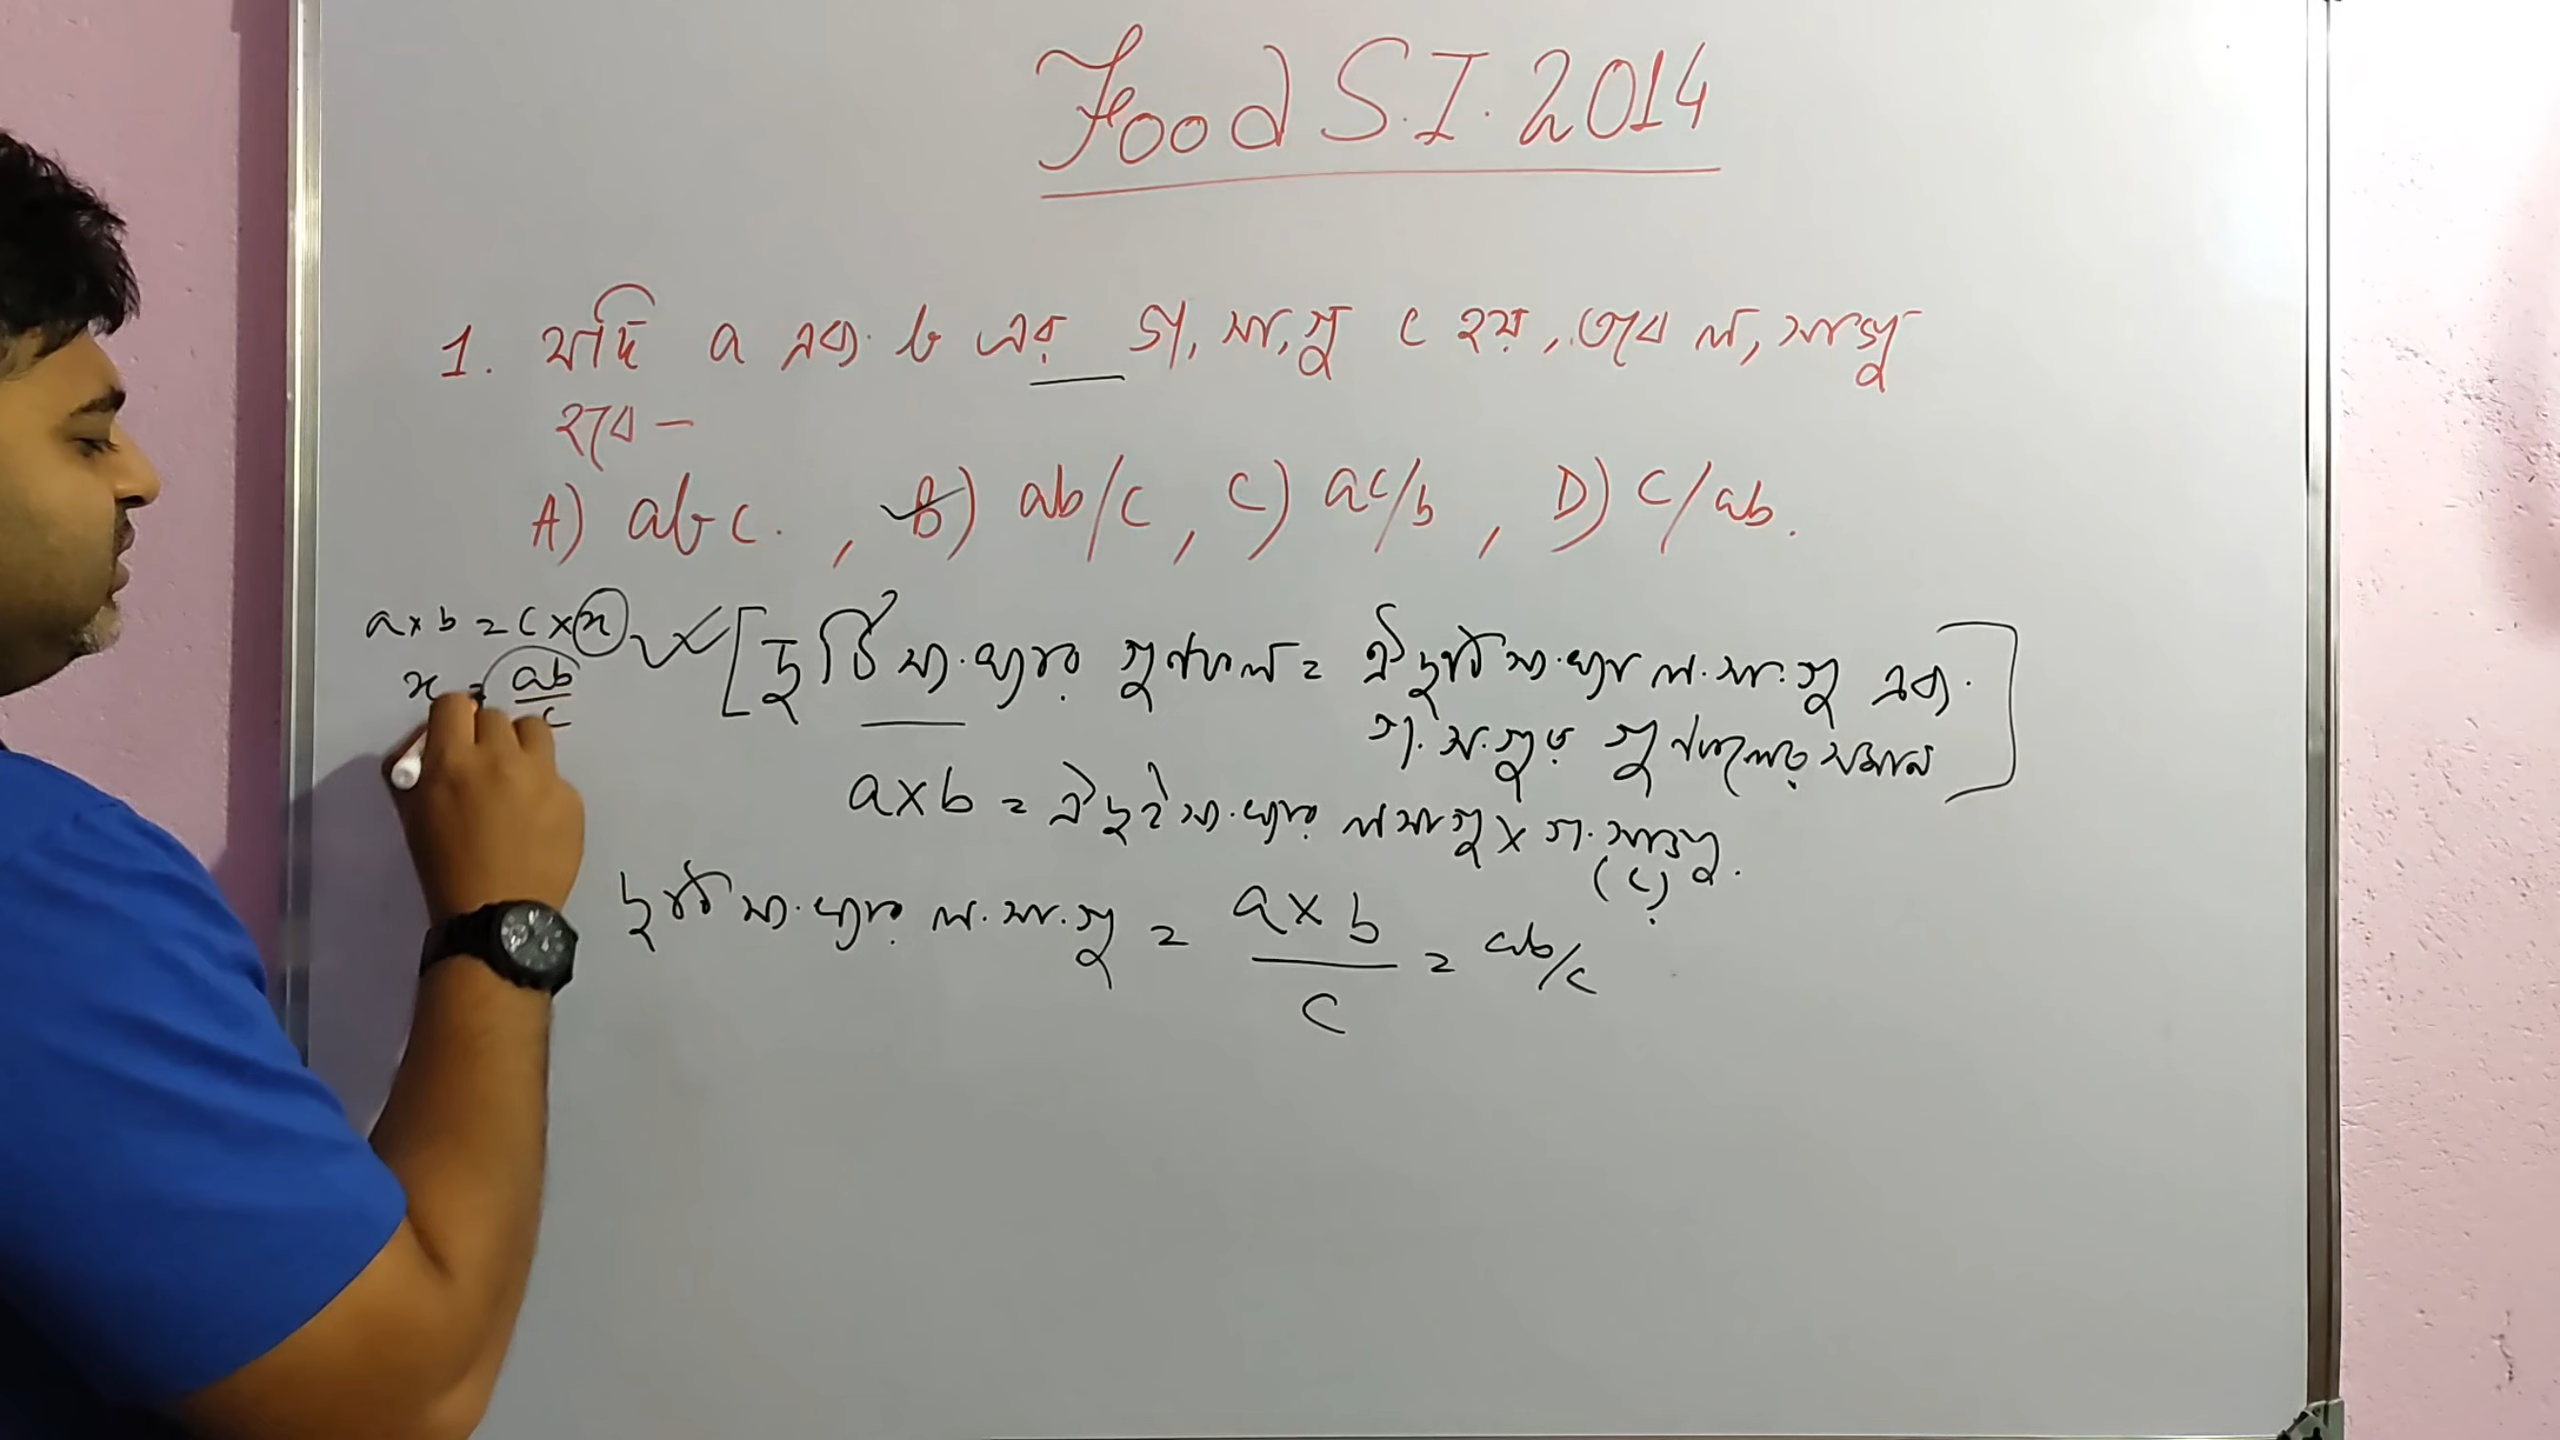 Food S.I. 2014
1. যদি a এবং b এর গ, সা, গু c হয়, তবে ল, সাগু
হবে -
A) abc. , B) ab/c , C) ac/b , D) c/ab.
a×b = c×x
x = ab/c
[দুটি সংখ্যার গুণফল = ঐ দুটি সংখ্যার ল.সা.গু এবং
গ.সা.গুর গুণফলের সমান]
a×b = ঐ দুই সংখ্যার লসাগু × গ.সাগু.
(c)
দুটি সংখ্যার ল.সা.গু = a×b/c = ab/c